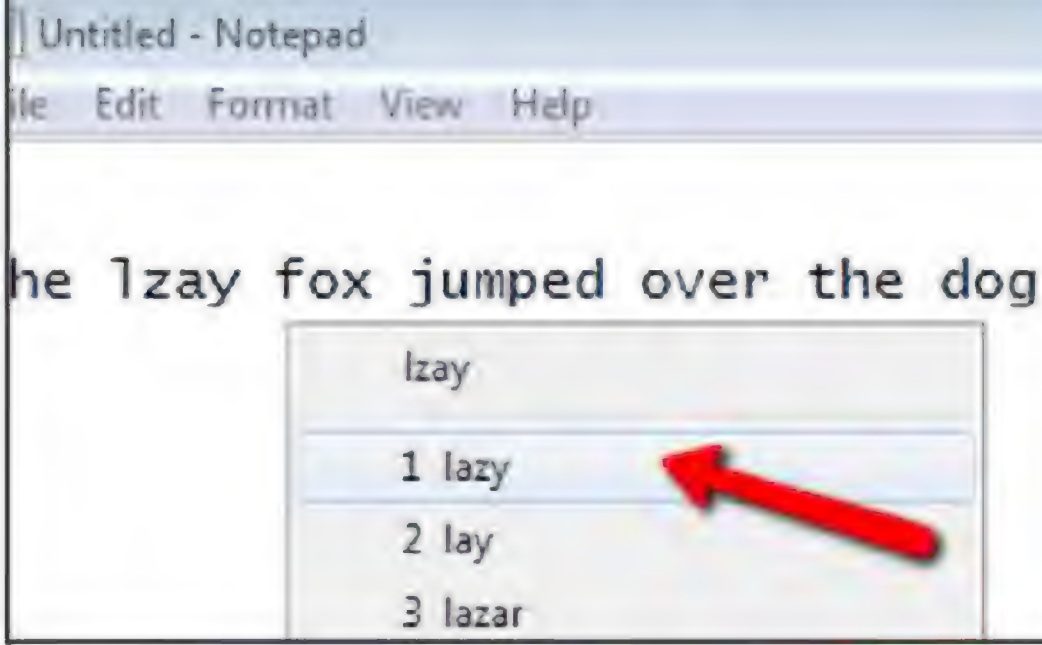 Untitled - Notepad
ile Edit Format View Help
he lzay fox jumped over the dog
lzay
1 lazy
2 lay
3 lazar